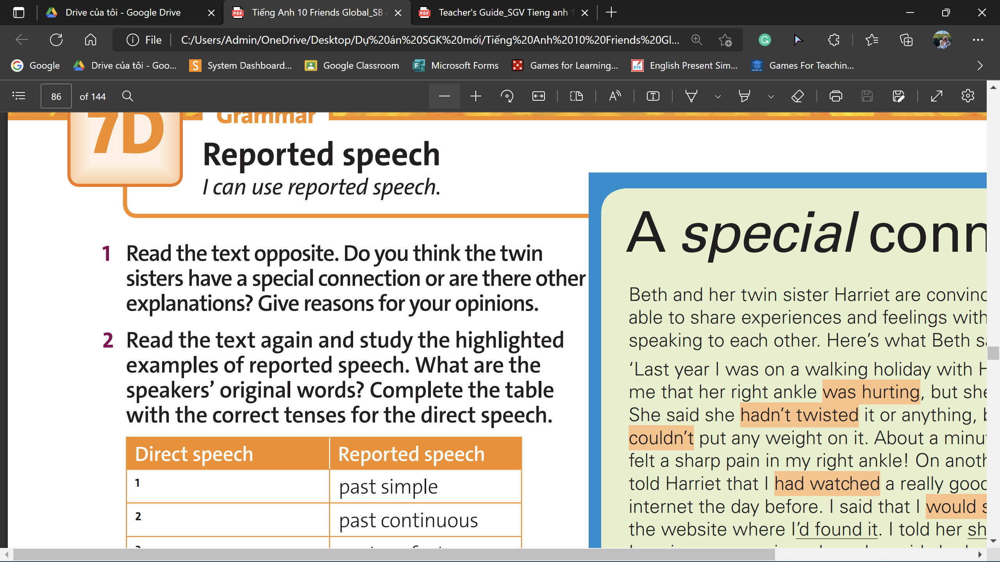 Drive của tôi - Google Drive
Tiếng Anh 10 Friends Global_SB
Teacher's Guide_SGV Tieng anh 1
File
C:/Users/Admin/OneDrive/Desktop/Dự%20án%20SGK%20mới/Tiếng%20Anh%2010%20Friends%20Gl...
Google
Drive của tôi - Goo...
System Dashboard...
Google Classroom
Microsoft Forms
Games for Learning...
English Present Sim...
Games For Teachin...
86 of 144
7D
Grammar
Reported speech
I can use reported speech.
1 Read the text opposite. Do you think the twin
sisters have a special connection or are there other
explanations? Give reasons for your opinions.
2 Read the text again and study the highlighted
examples of reported speech. What are the
speakers’ original words? Complete the table
with the correct tenses for the direct speech.
Direct speech Reported speech
1 past simple
2 past continuous
A special conn
Beth and her twin sister Harriet are convinc
able to share experiences and feelings with
speaking to each other. Here’s what Beth s
‘Last year I was on a walking holiday with H
me that her right ankle was hurting, but she
She said she hadn’t twisted it or anything,
couldn’t put any weight on it. About a minu
felt a sharp pain in my right ankle! On anoth
told Harriet that I had watched a really good
internet the day before. I said that I would s
the website where I’d found it. I told her sh